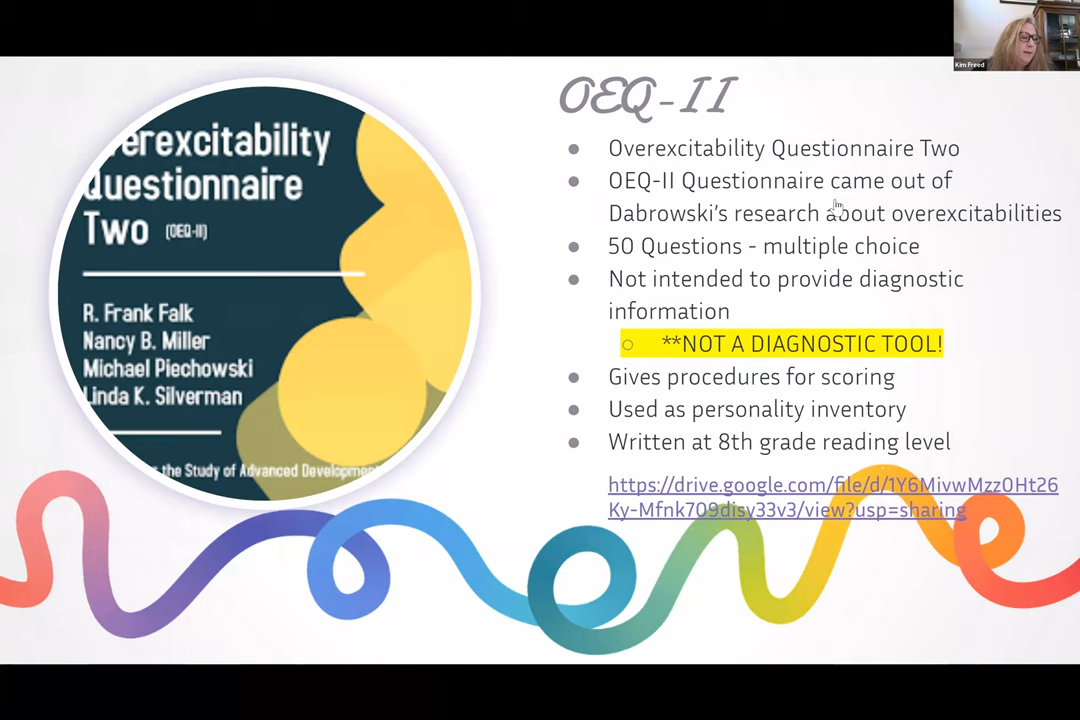 Kim Freed
OEQ-II
erexcitability
Questionnaire
Two (OEQ-II)
R. Frank Falk
Nancy B. Miller
Michael Piechowski
Linda K. Silverman
the Study of Advanced Developmen
● Overexcitability Questionnaire Two
● OEQ-II Questionnaire came out of
Dabrowski's research about overexcitabilities
● 50 Questions - multiple choice
● Not intended to provide diagnostic
information
○ **NOT A DIAGNOSTIC TOOL!
● Gives procedures for scoring
● Used as personality inventory
● Written at 8th grade reading level
https://drive.google.com/file/d/1Y6MivwMzz0Ht26
Ky-Mfnk709disy33v3/view?usp=sharing